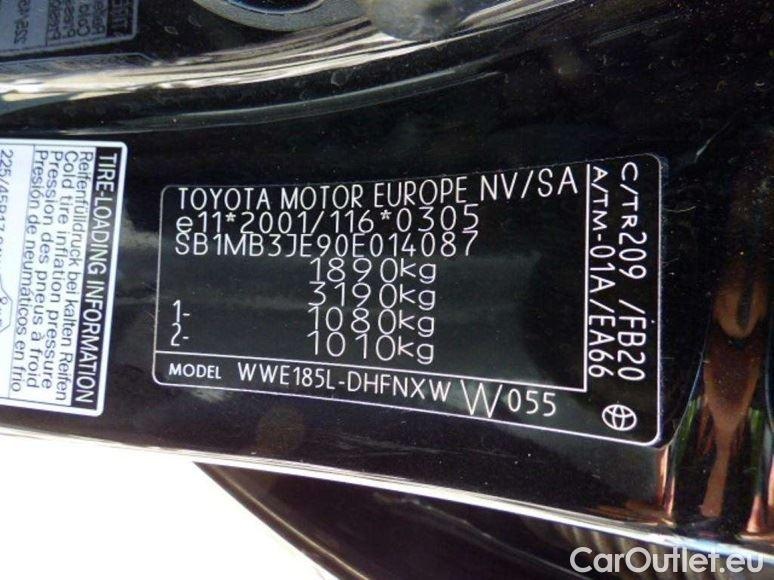 TIRE-LOADING INFORMATION
Reifenfülldruck bei kalten Reifen
Cold tire inflation pressure
Pression des pneus à froid
Presión de neumáticos en frío
TOYOTA MOTOR EUROPE NV/SA
e11*2001/116*0305
SB1MB3JE90E014087
1890kg
3190kg
1- 1080kg
2- 1010kg
MODEL WWE185L-DHFNXW W055
C/TR209 /FB20
A/TM-01A/EA66
CarOutlet.eu